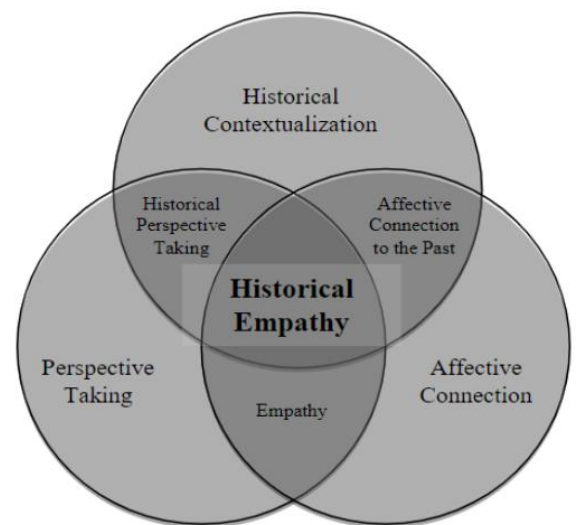 Historical
Contextualization
Historical
Perspective
Taking
Affective
Connection
to the Past
Historical
Empathy
Perspective
Taking
Affective
Connection
Empathy